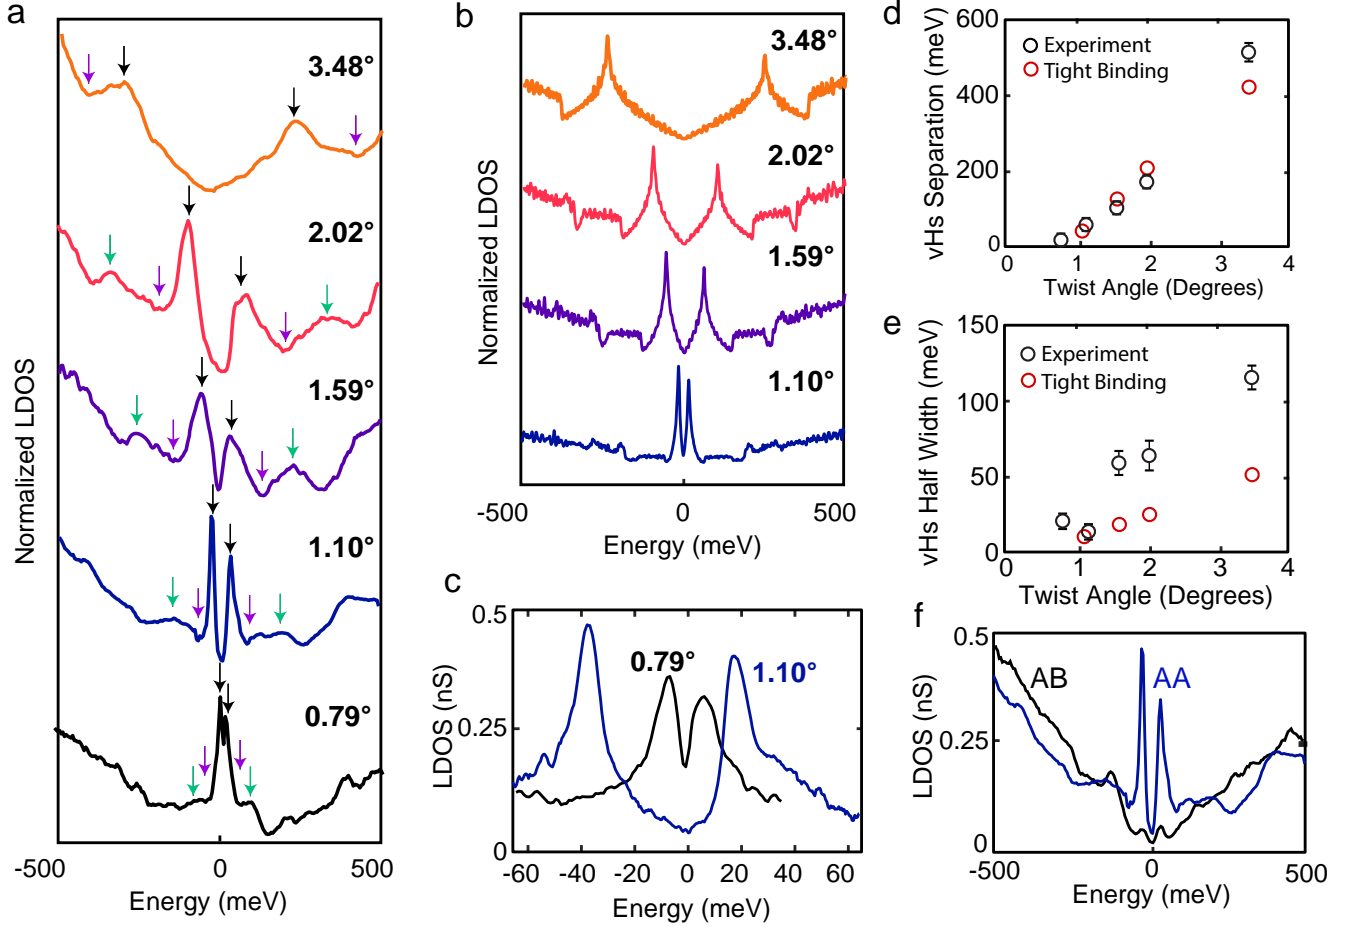 a
3.48°
2.02°
1.59°
1.10°
0.79°
Normalized LDOS
-500
0
500
Energy (meV)
b
3.48°
2.02°
1.59°
1.10°
Normalized LDOS
-500
0
500
Energy (meV)
c
0.5
0.25
0
LDOS (nS)
0.79°
1.10°
-60
-40
-20
0
20
40
60
Energy (meV)
d
600
400
200
0
vHs Separation (meV)
Experiment
Tight Binding
0
1
2
3
4
Twist Angle (Degrees)
e
150
100
50
0
vHs Half Width (meV)
Experiment
Tight Binding
0
1
2
3
4
Twist Angle (Degrees)
f
0.5
0.25
0
LDOS (nS)
AB
AA
-500
0
500
Energy (meV)